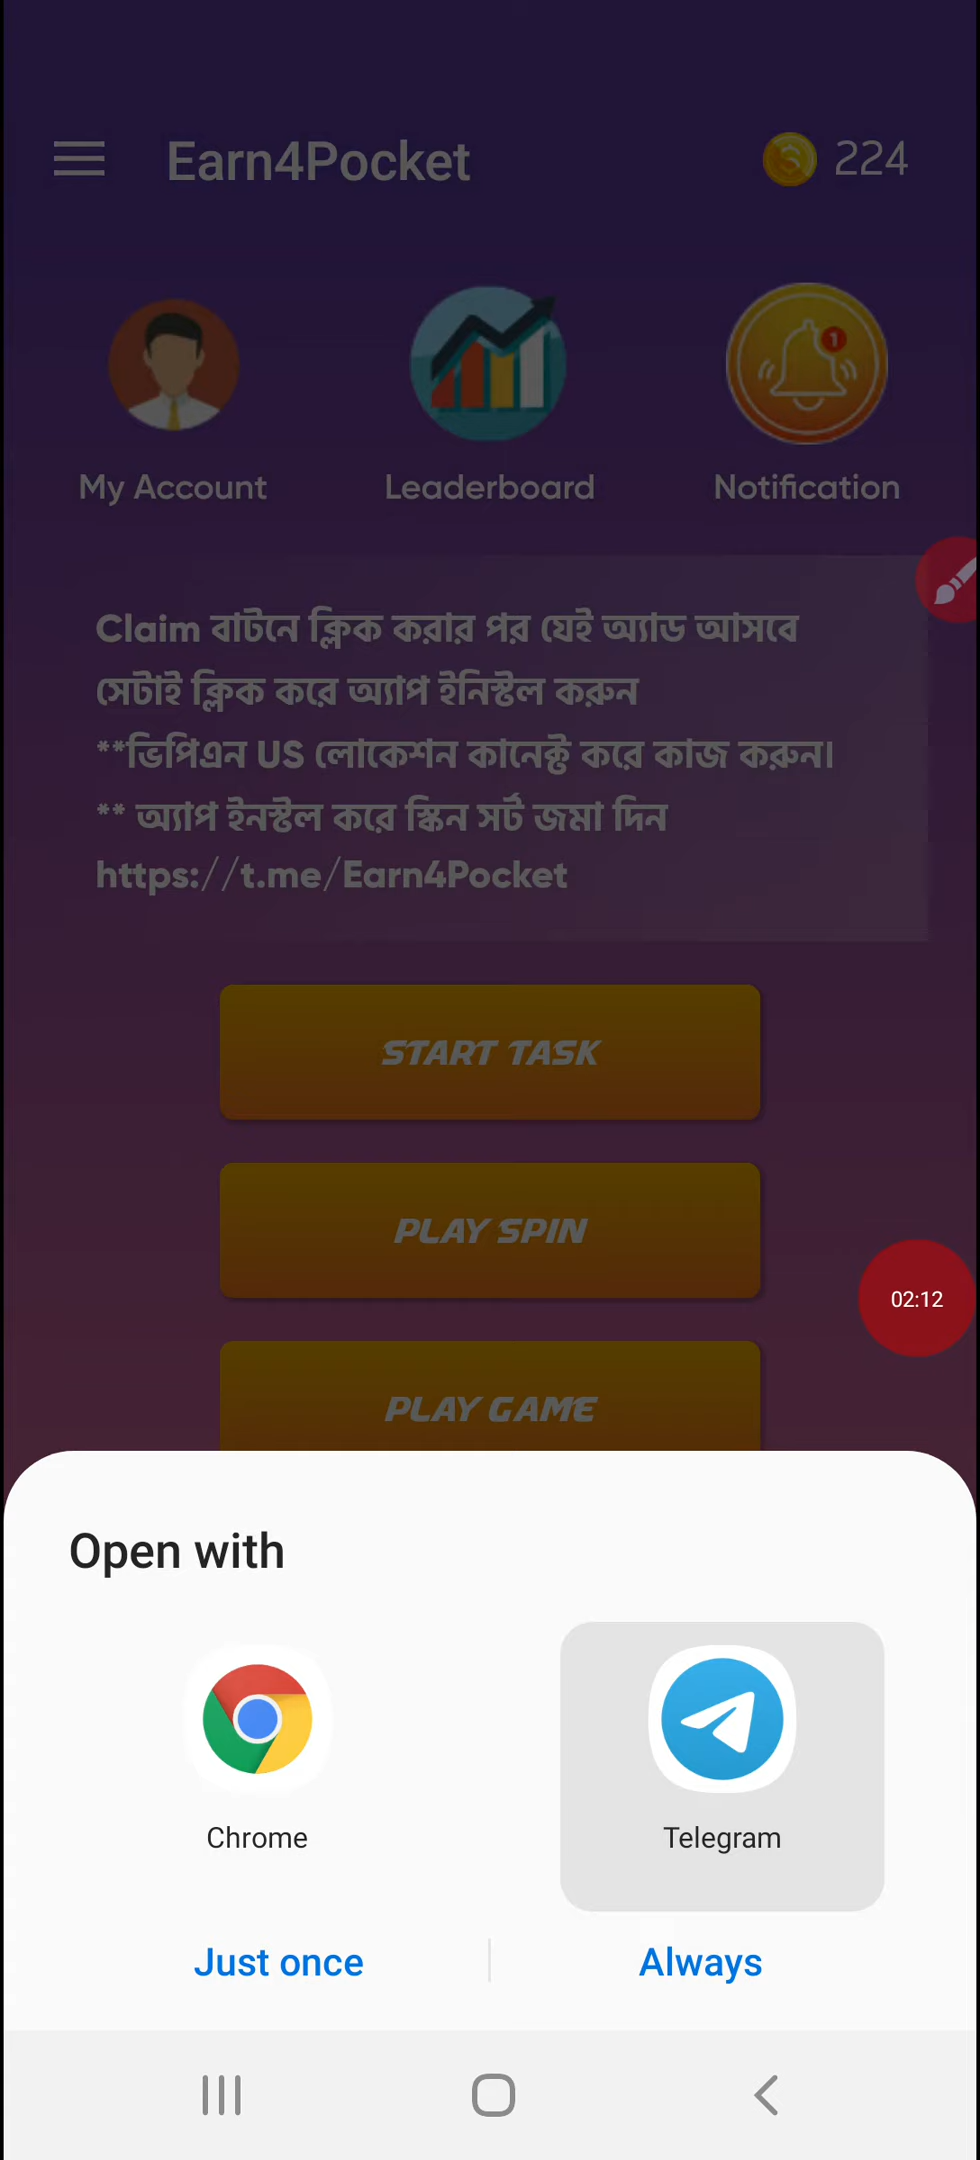 Earn4Pocket
224
1
My Account
Leaderboard
Notification
Claim বাটনে ক্লিক করার পর যেই অ্যাড আসবে
সেটাই ক্লিক করে অ্যাপ ইনিস্টল করুন
**ভিপিএন US লোকেশন কানেক্ট করে কাজ করুন।
** অ্যাপ ইনস্টল করে স্কিন সর্ট জমা দিন
https://t.me/Earn4Pocket
START TASK
PLAY SPIN
02:12
PLAY GAME
Open with
Chrome
Telegram
Just once
Always